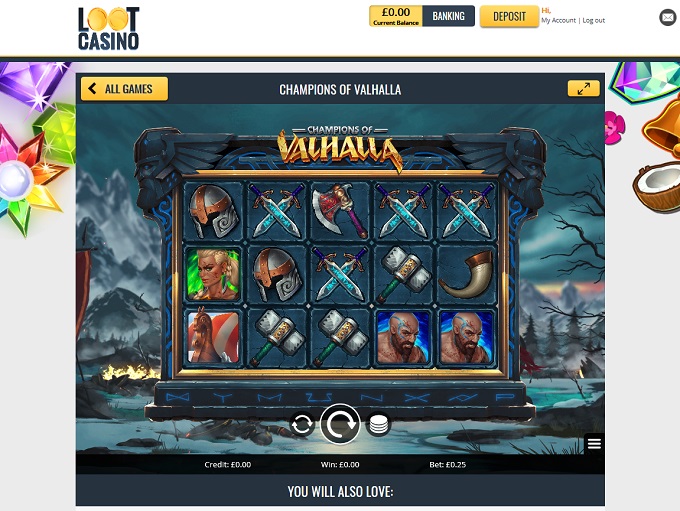 LOOT
CASINO
£0.00
Current Balance
BANKING
DEPOSIT
Hi,
My Account | Log out
ALL GAMES
CHAMPIONS OF VALHALLA
CHAMPIONS OF
VALHALLA
Credit: £0.00
Win: £0.00
Bet: £0.25
YOU WILL ALSO LOVE: